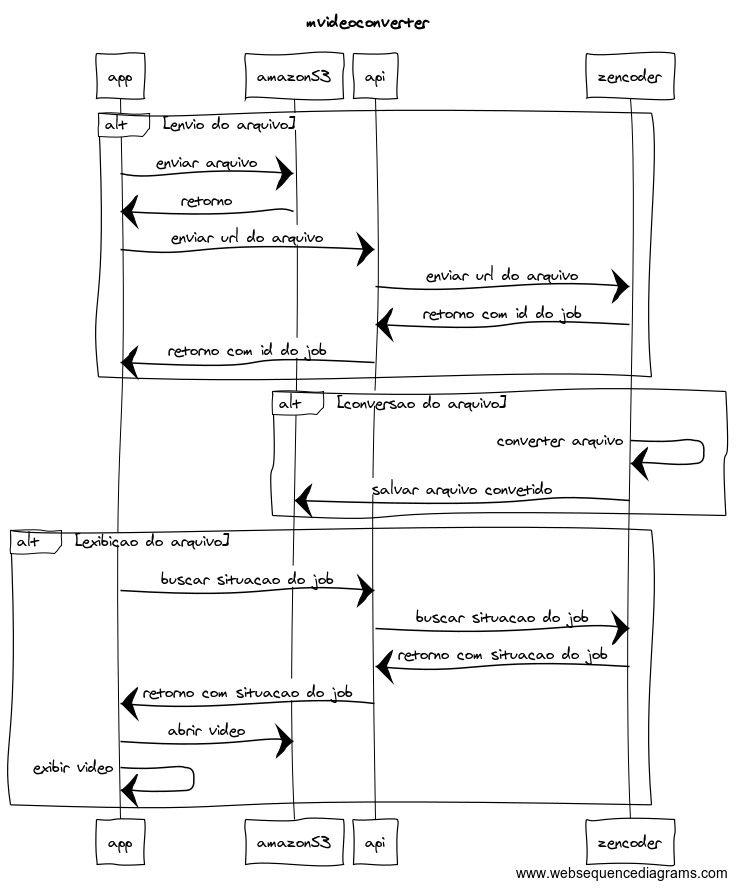 mvideoconverter
app amazonS3 api zencoder
alt [envio do arquivo]
enviar arquivo
retorno
enviar url do arquivo
enviar url do arquivo
retorno com id do job
retorno com id do job
alt [conversao do arquivo]
converter arquivo
salvar arquivo convetido
alt [exibicao do arquivo]
buscar situacao do job
buscar situacao do job
retorno com situacao do job
retorno com situacao do job
abrir video
exibir video
app amazonS3 api zencoder
www.websequencediagrams.com